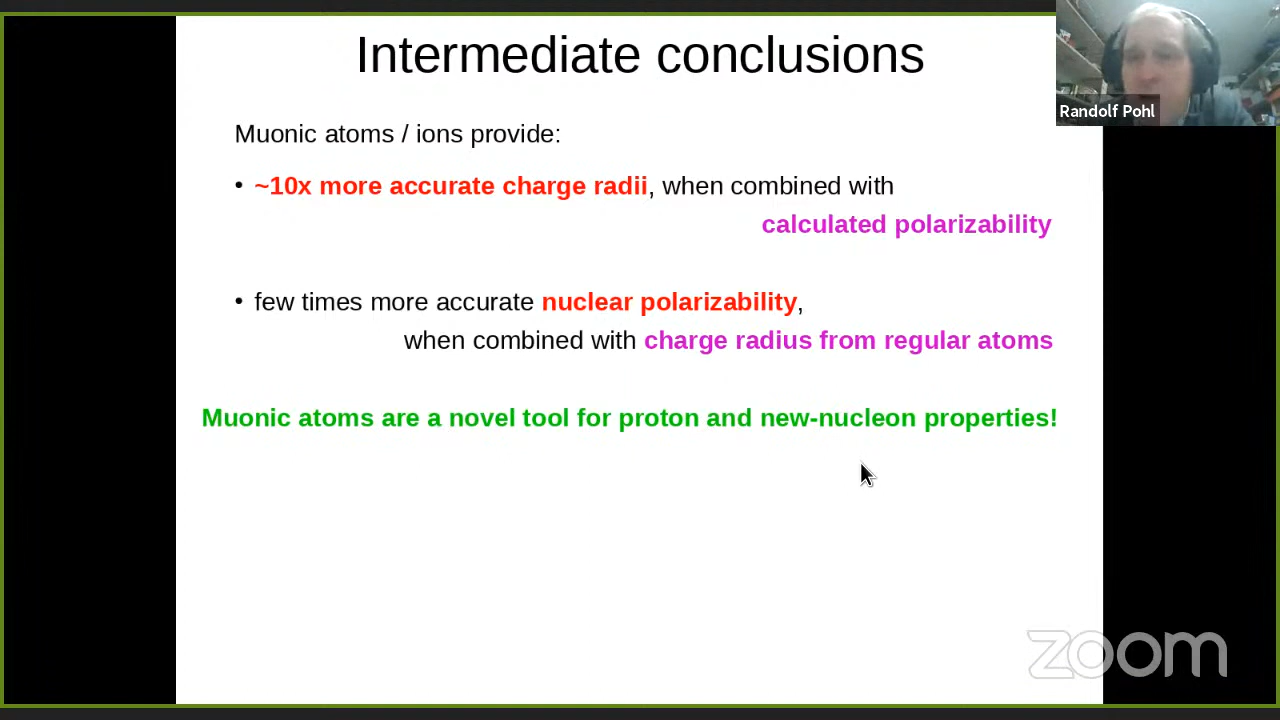 Intermediate conclusions
Randolf Pohl
Muonic atoms / ions provide:
• ~10x more accurate charge radii, when combined with
calculated polarizability
• few times more accurate nuclear polarizability,
when combined with charge radius from regular atoms
Muonic atoms are a novel tool for proton and new-nucleon properties!
zoom